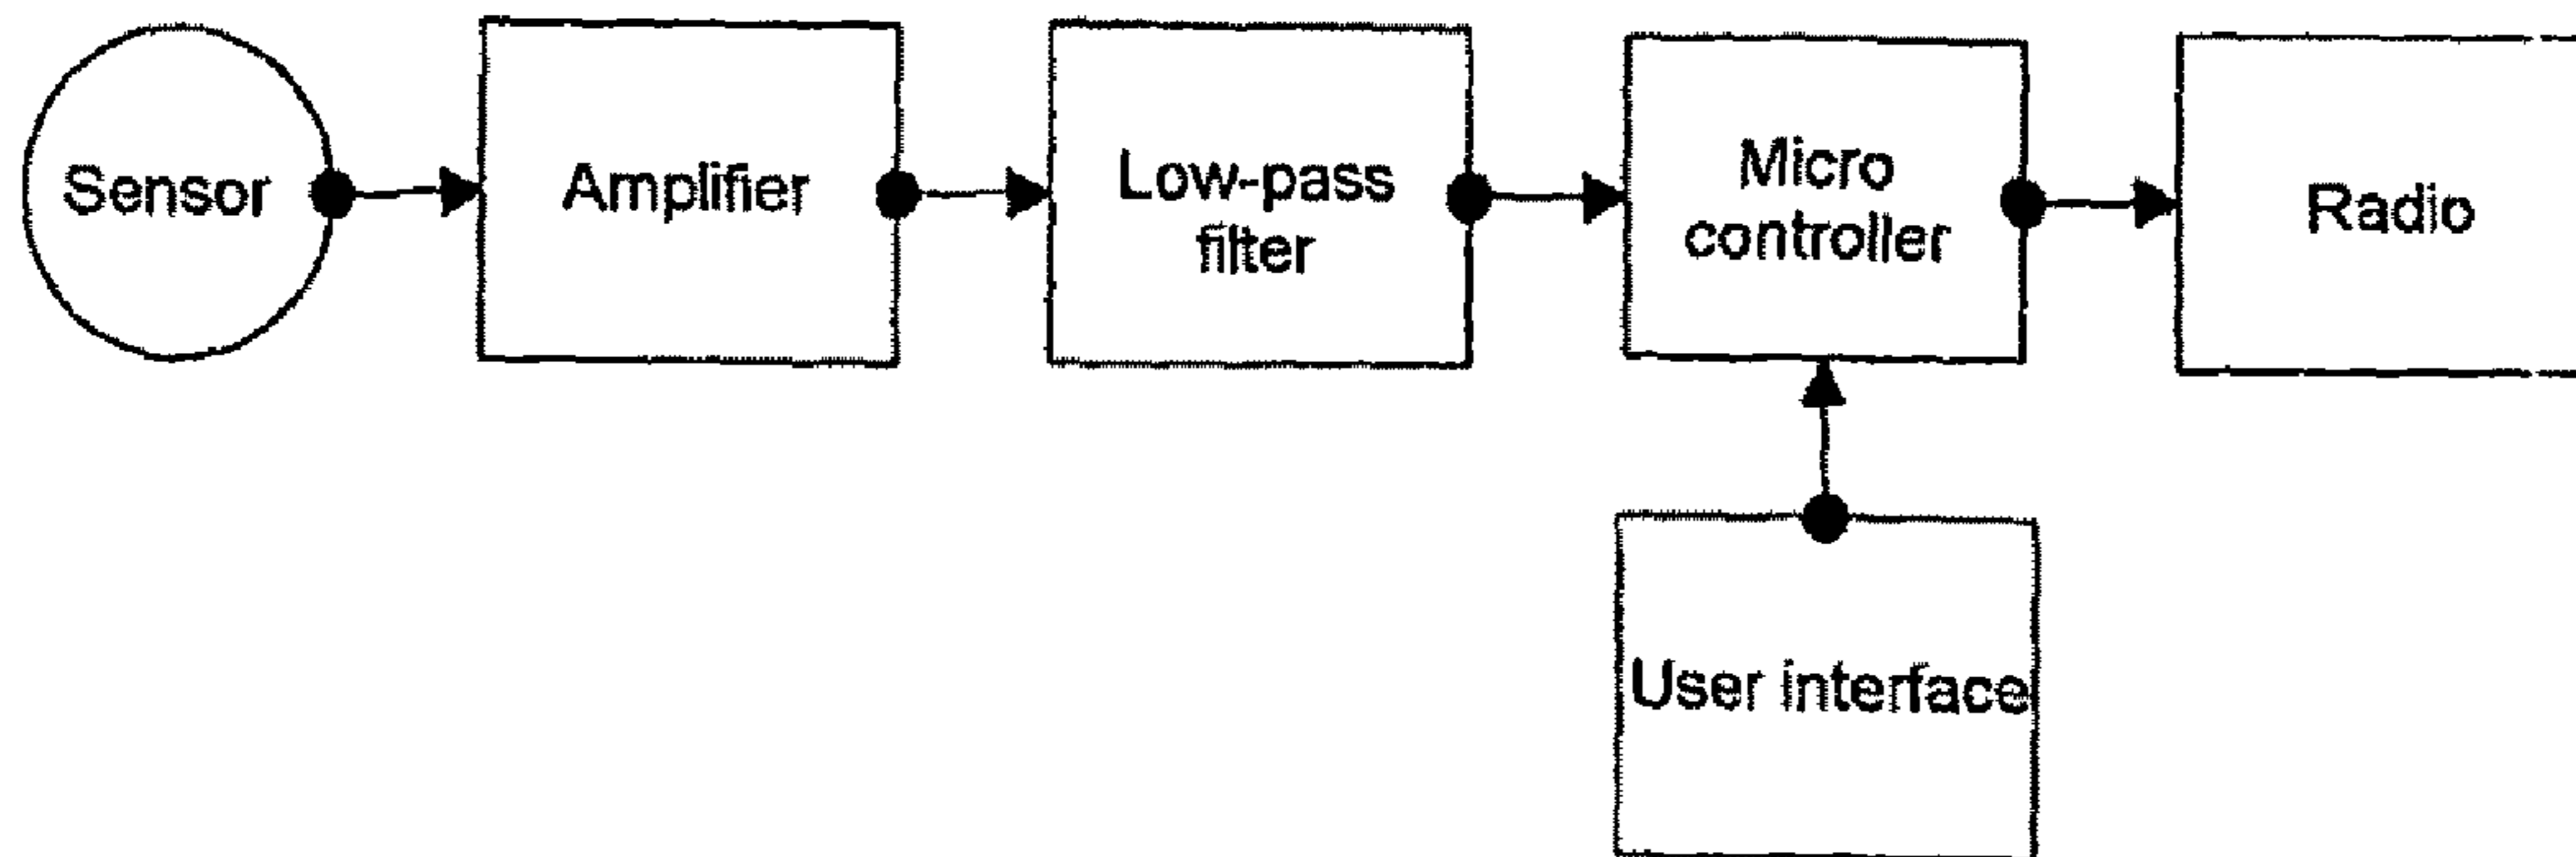 Sensor
Amplifier
Low-pass
filter
Micro
controller
Radio
User interface